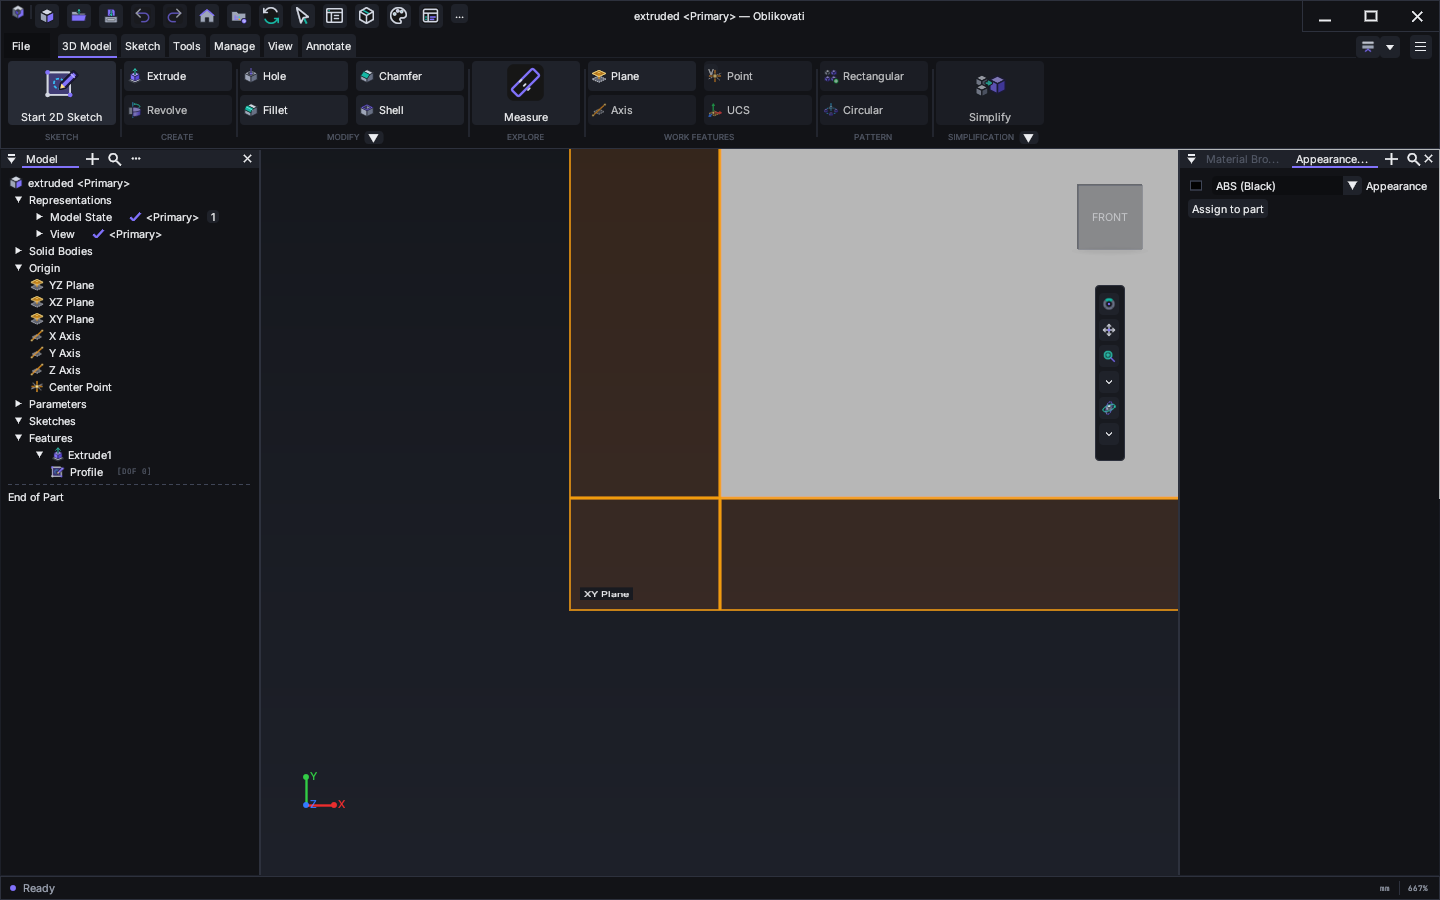 extruded <Primary> — Oblikovati
File
3D Model
Sketch
Tools
Manage
View
Annotate
Start 2D Sketch
Extrude
Revolve
Hole
Fillet
Chamfer
Shell
Measure
Plane
Axis
Point
UCS
Rectangular
Circular
Simplify
SKETCH
CREATE
MODIFY
EXPLORE
WORK FEATURES
PATTERN
SIMPLIFICATION
Model
extruded <Primary>
Representations
Model State <Primary> 1
View <Primary>
Solid Bodies
Origin
YZ Plane
XZ Plane
XY Plane
X Axis
Y Axis
Z Axis
Center Point
Parameters
Sketches
Features
Extrude1
Profile [DOF 0]
End of Part
FRONT
XY Plane
Y
Z X
Material Bro...
Appearance...
ABS (Black) Appearance
Assign to part
Ready
mm 667%